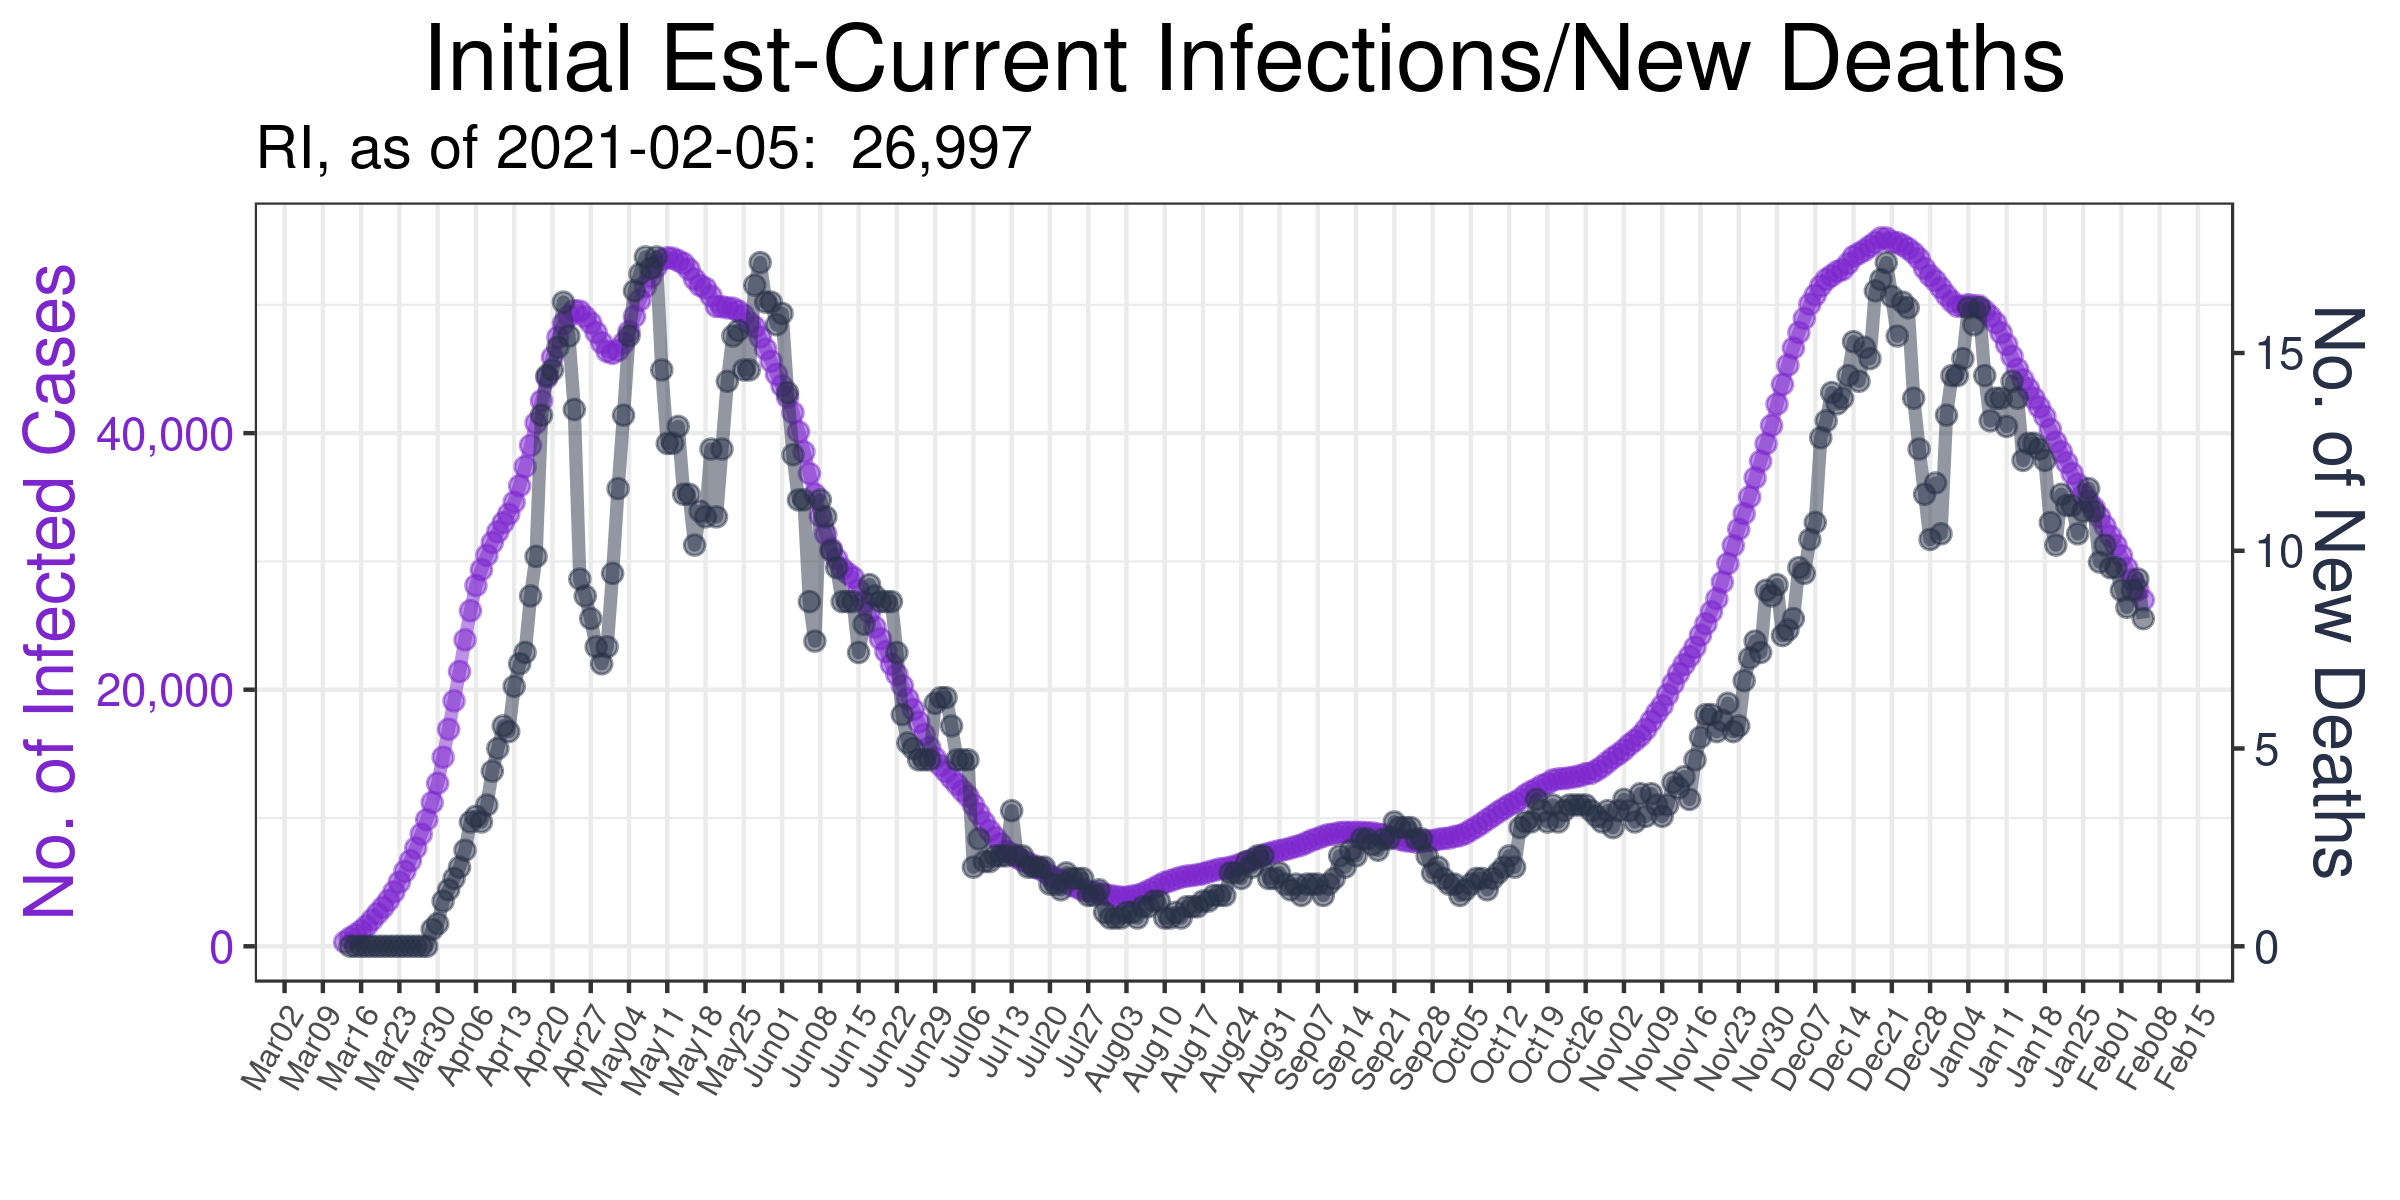 Initial Est-Current Infections/New Deaths
RI, as of 2021-02-05:  26,997
No. of Infected Cases
40,000
20,000
0
15
10
5
0
No. of New Deaths
Mar02
Mar09
Mar16
Mar23
Mar30
Apr06
Apr13
Apr20
Apr27
May04
May11
May18
May25
Jun01
Jun08
Jun15
Jun22
Jun29
Jul06
Jul13
Jul20
Jul27
Aug03
Aug10
Aug17
Aug24
Aug31
Sep07
Sep14
Sep21
Sep28
Oct05
Oct12
Oct19
Oct26
Nov02
Nov09
Nov16
Nov23
Nov30
Dec07
Dec14
Dec21
Dec28
Jan04
Jan11
Jan18
Jan25
Feb01
Feb08
Feb15